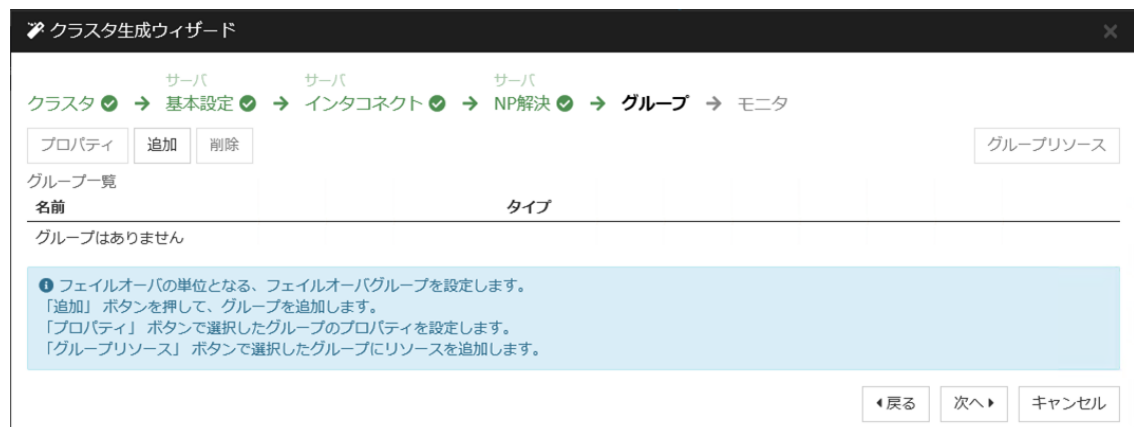 クラスタ生成ウィザード
サーバ サーバ サーバ
クラスタ → 基本設定 → インタコネクト → NP解決 → グループ → モニタ
プロパティ 追加 削除 グループリソース
グループ一覧
名前 タイプ
グループはありません
フェイルオーバの単位となる、フェイルオーバグループを設定します。
「追加」 ボタンを押して、グループを追加します。
「プロパティ」 ボタンで選択したグループのプロパティを設定します。
「グループリソース」 ボタンで選択したグループにリソースを追加します。
戻る 次へ キャンセル